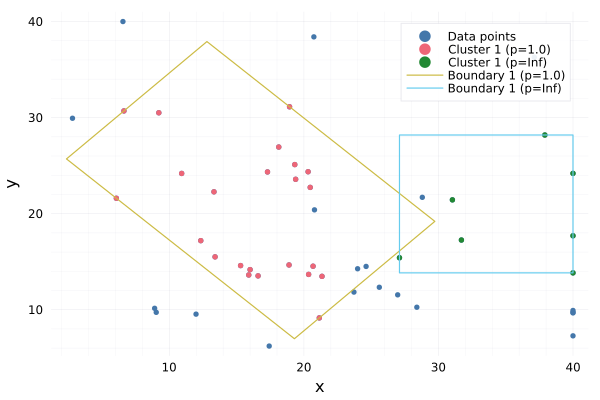 40
30
20
10
y
10
20
30
40
x
Data points
Cluster 1 (p=1.0)
Cluster 1 (p=Inf)
Boundary 1 (p=1.0)
Boundary 1 (p=Inf)